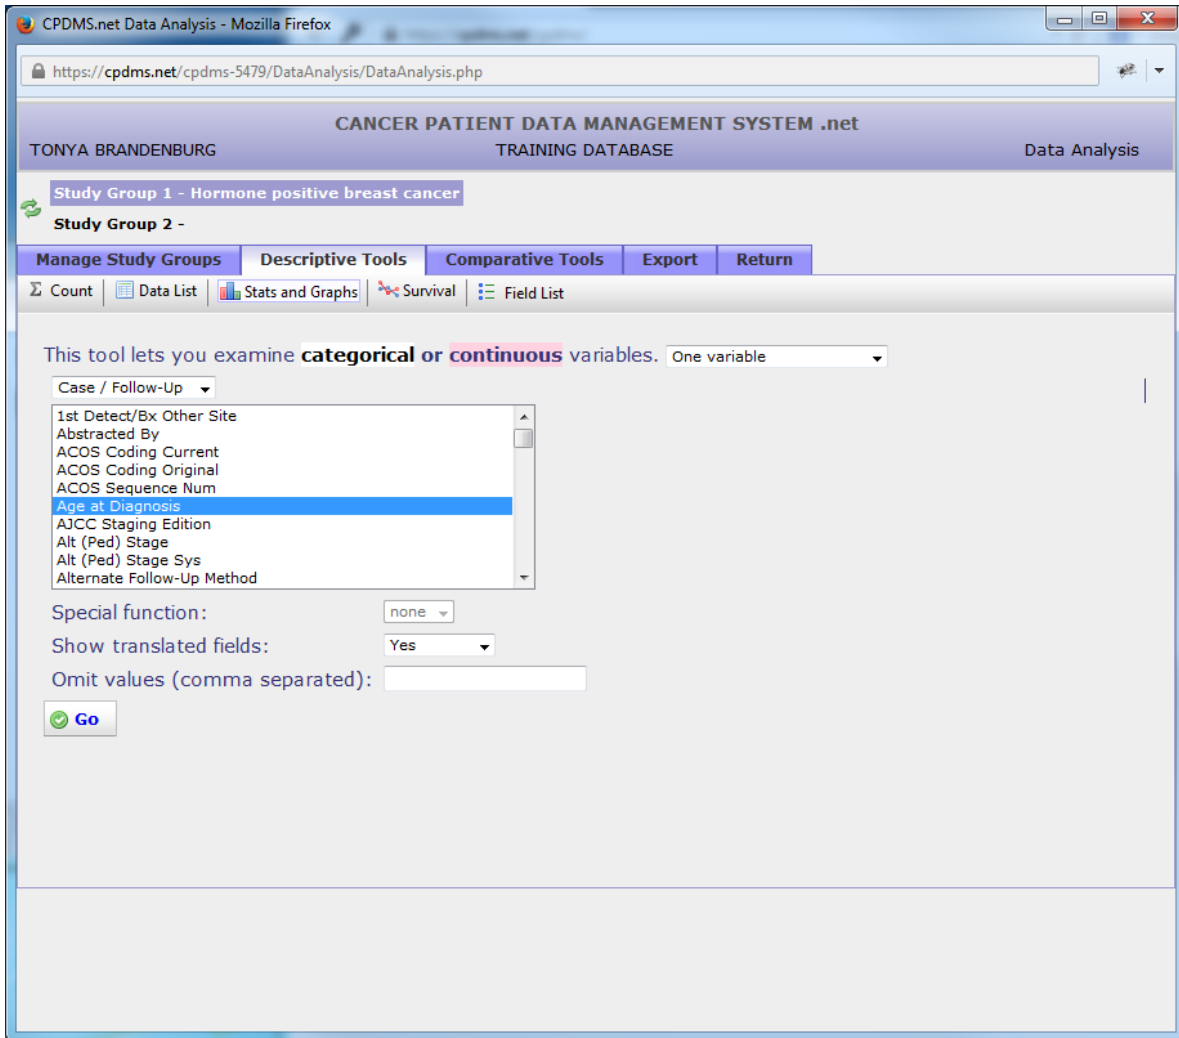 CPDMS.net Data Analysis - Mozilla Firefox
https://cpdms.net/cpdms-5479/DataAnalysis/DataAnalysis.php
CANCER PATIENT DATA MANAGEMENT SYSTEM .net
TONYA BRANDENBURG TRAINING DATABASE Data Analysis
Study Group 1 - Hormone positive breast cancer
Study Group 2 -
Manage Study Groups Descriptive Tools Comparative Tools Export Return
Σ Count Data List Stats and Graphs Survival Field List
This tool lets you examine categorical or continuous variables. One variable
Case / Follow-Up
1st Detect/Bx Other Site
Abstracted By
ACOS Coding Current
ACOS Coding Original
ACOS Sequence Num
Age at Diagnosis
AJCC Staging Edition
Alt (Ped) Stage
Alt (Ped) Stage Sys
Alternate Follow-Up Method
Special function: none
Show translated fields: Yes
Omit values (comma separated):
Go